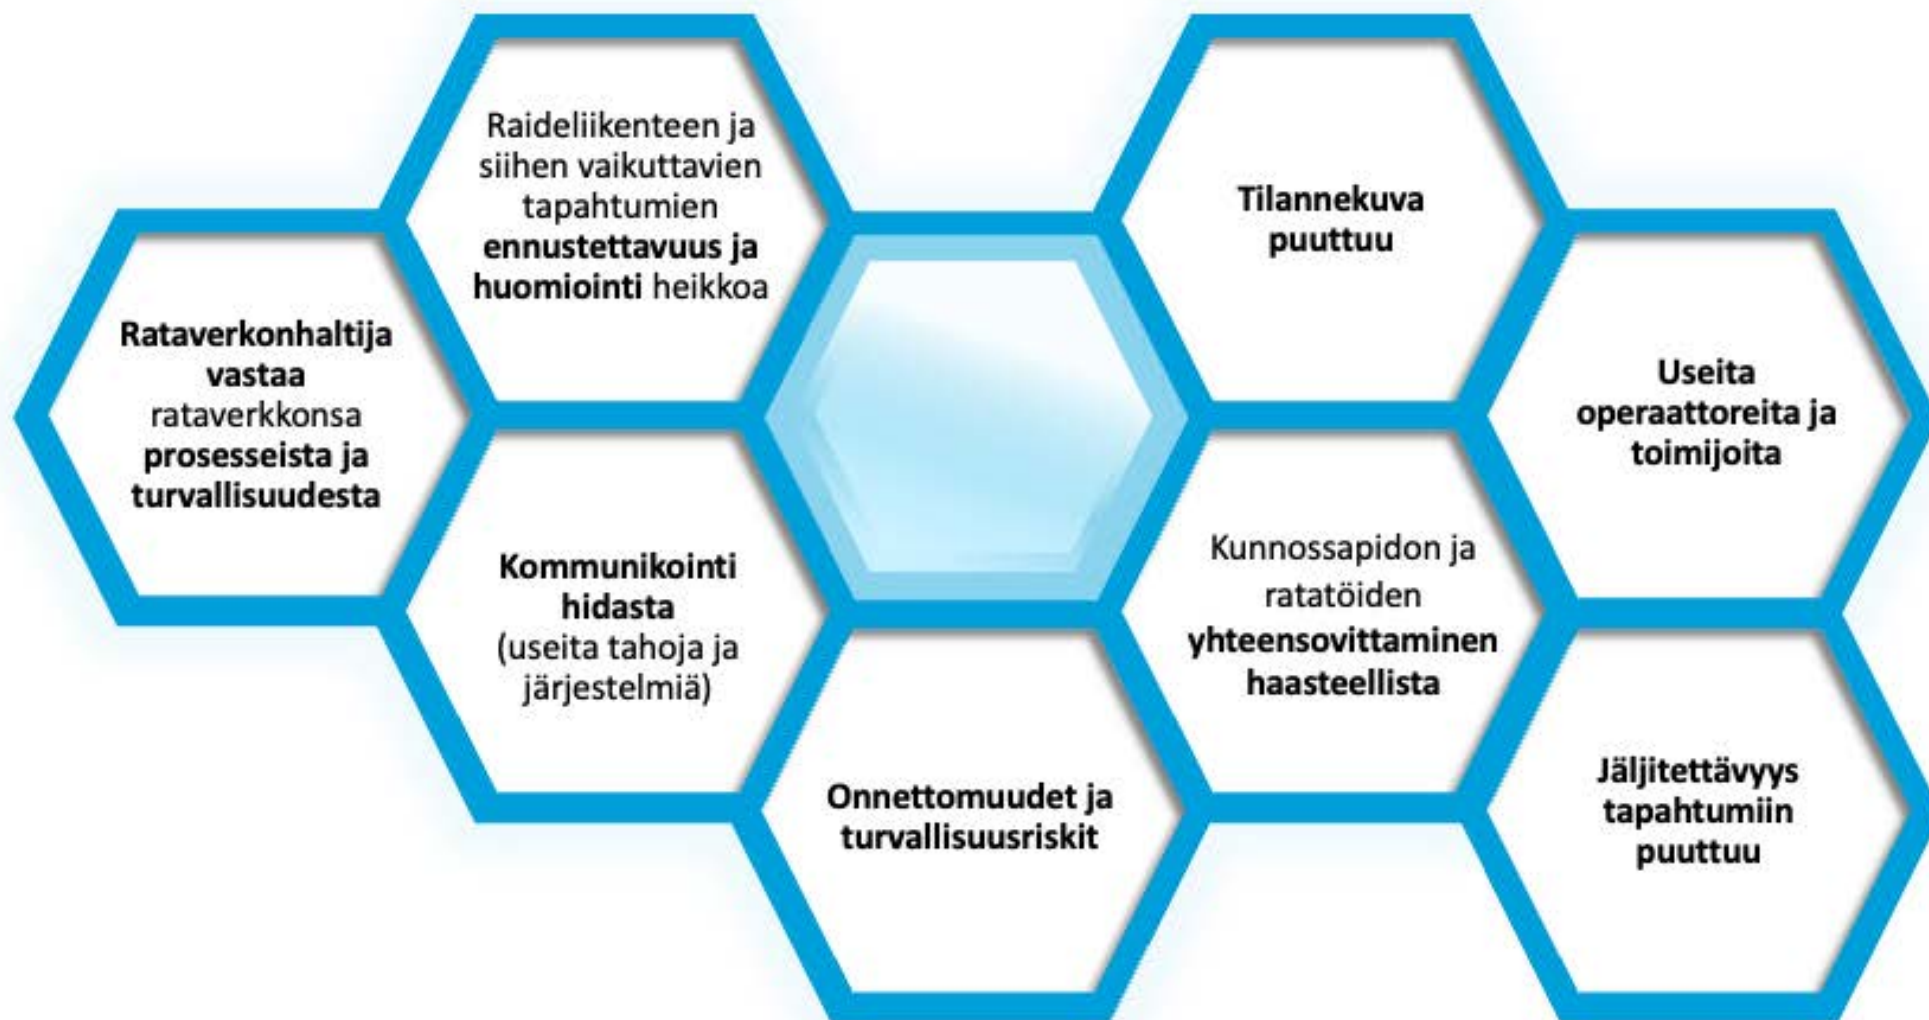 Rataverkonhaltija
vastaa
rataverkkonsa
prosesseista ja
turvallisuudesta
Raideliikenteen ja
siihen vaikuttavien
tapahtumien
ennustettavuus ja
huomiointi heikkoa
Kommunikointi
hidasta
(useita tahoja ja
järjestelmiä)
Onnettomuudet ja
turvallisuusriskit
Tilannekuva
puuttuu
Kunnossapidon ja
ratatöiden
yhteensovittaminen
haasteellista
Useita
operaattoreita ja
toimijoita
Jäljitettävyys
tapahtumiin
puuttuu